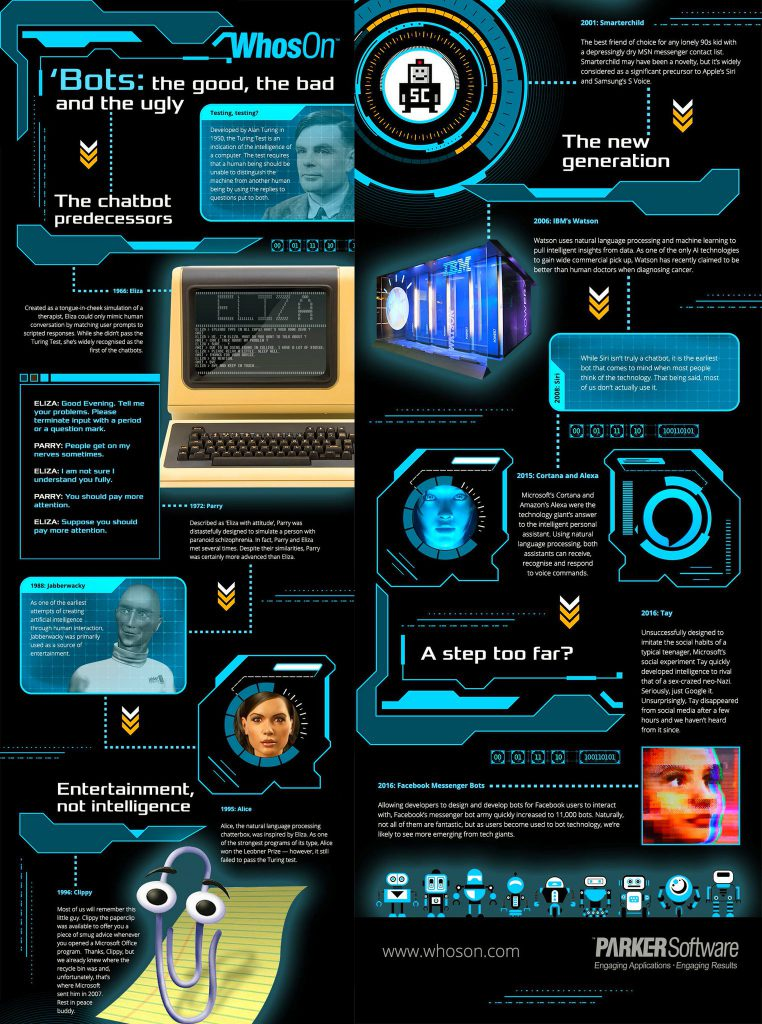 WhosOn™
‘Bots: the good, the bad
and the ugly
Testing, testing?
Developed by Alan Turing in
1950, the Turing Test is an
indication of the intelligence of
a computer. The test requires
that a human being should be
unable to distinguish the
machine from another human
being by using the replies to
questions put to both.
The chatbot
predecessors
00 01 11 10
1966: Eliza
Created as a tongue-in-cheek simulation of a
therapist, Eliza could only mimic human
conversation by matching user prompts to
scripted responses. While she didn't pass the
Turing Test, she's widely recognised as the
first of the chatbots.
ELIZA
ELIZA: Good Evening. Tell me
your problems. Please
terminate input with a period
or a question mark.
PARRY: People get on my
nerves sometimes.
ELIZA: I am not sure I
understand you fully.
PARRY: You should pay more
attention.
ELIZA: Suppose you should
pay more attention.
1972: Parry
Described as 'Eliza with attitude', Parry was
distastefully designed to simulate a person with
paranoid schizophrenia. In fact, Parry and Eliza
met several times. Despite their similarities, Parry
was certainly more advanced than Eliza.
1988: Jabberwacky
As one of the earliest
attempts of creating
artificial intelligence
through human interaction,
Jabberwacky was primarily
used as a source of
entertainment.
Entertainment,
not intelligence
1995: Alice
Alice, the natural language processing
chatterbox, was inspired by Eliza. As one
of the strongest programs of its type, Alice
won the Leobner Prize — however, it still
failed to pass the Turing test.
1996: Clippy
Most of us will remember this
little guy. Clippy the paperclip
was available to offer you a
piece of smug advice whenever
you opened a Microsoft Office
program. Thanks, Clippy, but
we already knew where the
recycle bin was and,
unfortunately, that's
where Microsoft
sent him in 2007.
Rest in peace
buddy.
2001: Smarterchild
The best friend of choice for any lonely 90s kid with
a depressingly dry MSN messenger contact list.
Smarterchild may have been a novelty, but it's widely
considered as a significant precursor to Apple's Siri
and Samsung's S Voice.
SC
The new
generation
2006: IBM's Watson
Watson uses natural language processing and machine learning to
pull intelligent insights from data. As one of the only AI technologies
to gain wide commercial pick up, Watson has recently claimed to be
better than human doctors when diagnosing cancer.
IBM
WATSON
POWER
2008: Siri
While Siri isn't truly a chatbot, it is the earliest
bot that comes to mind when most people
think of the technology. That being said, most
of us don't actually use it.
00 01 11 10 100110101
2015: Cortana and Alexa
Microsoft's Cortana and
Amazon's Alexa were the
technology giant's answer
to the intelligent personal
assistant. Using natural
language processing, both
assistants can receive,
recognise and respond
to voice commands.
A step too far?
2016: Tay
Unsuccessfully designed to
imitate the social habits of a
typical teenager, Microsoft's
social experiment Tay quickly
developed intelligence to rival
that of a sex-crazed neo-Nazi.
Seriously, just Google it.
Unsurprisingly, Tay disappeared
from social media after a few
hours and we haven't heard
from it since.
00 01 11 10 100110101
2016: Facebook Messenger Bots
Allowing developers to design and develop bots for Facebook users to interact
with, Facebook's messenger bot army quickly increased to 11,000 bots. Naturally,
not all of them are fantastic, but as users become used to bot technology, we're
likely to see more emerging from tech giants.
www.whoson.com
PARKER Software
Engaging Applications · Engaging Results